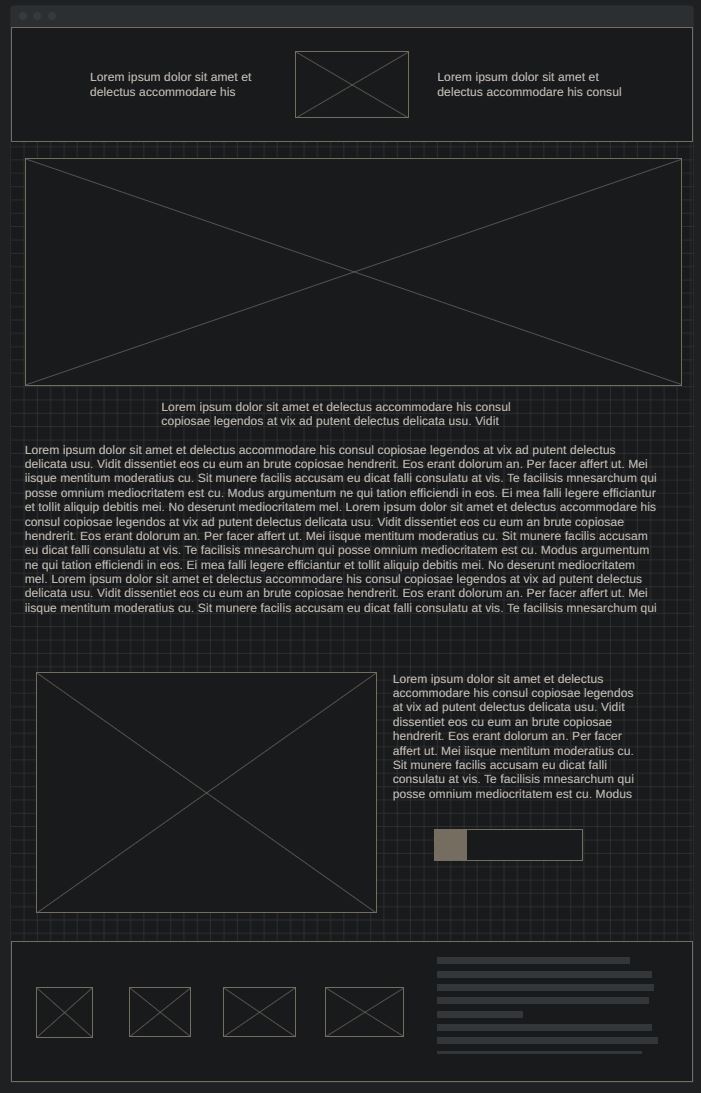 Lorem ipsum dolor sit amet et
delectus accommodare his
Lorem ipsum dolor sit amet et
delectus accommodare his consul
Lorem ipsum dolor sit amet et delectus accommodare his consul
copiosae legendos at vix ad putent delectus delicata usu. Vidit
Lorem ipsum dolor sit amet et delectus accommodare his consul copiosae legendos at vix ad putent delectus
delicata usu. Vidit dissentiet eos cu eum an brute copiosae hendrerit. Eos erant dolorum an. Per facer affert ut. Mei
iisque mentitum moderatius cu. Sit munere facilis accusam eu dicat falli consulatu at vis. Te facilisis mnesarchum qui
posse omnium mediocritatem est cu. Modus argumentum ne qui tation efficiendi in eos. Ei mea falli legere efficiantur
et tollit aliquip debitis mei. No deserunt mediocritatem mel. Lorem ipsum dolor sit amet et delectus accommodare his
consul copiosae legendos at vix ad putent delectus delicata usu. Vidit dissentiet eos cu eum an brute copiosae
hendrerit. Eos erant dolorum an. Per facer affert ut. Mei iisque mentitum moderatius cu. Sit munere facilis accusam
eu dicat falli consulatu at vis. Te facilisis mnesarchum qui posse omnium mediocritatem est cu. Modus argumentum
ne qui tation efficiendi in eos. Ei mea falli legere efficiantur et tollit aliquip debitis mei. No deserunt mediocritatem
mel. Lorem ipsum dolor sit amet et delectus accommodare his consul copiosae legendos at vix ad putent delectus
delicata usu. Vidit dissentiet eos cu eum an brute copiosae hendrerit. Eos erant dolorum an. Per facer affert ut. Mei
iisque mentitum moderatius cu. Sit munere facilis accusam eu dicat falli consulatu at vis. Te facilisis mnesarchum qui
Lorem ipsum dolor sit amet et delectus
accommodare his consul copiosae legendos
at vix ad putent delectus delicata usu. Vidit
dissentiet eos cu eum an brute copiosae
hendrerit. Eos erant dolorum an. Per facer
affert ut. Mei iisque mentitum moderatius cu.
Sit munere facilis accusam eu dicat falli
consulatu at vis. Te facilisis mnesarchum qui
posse omnium mediocritatem est cu. Modus